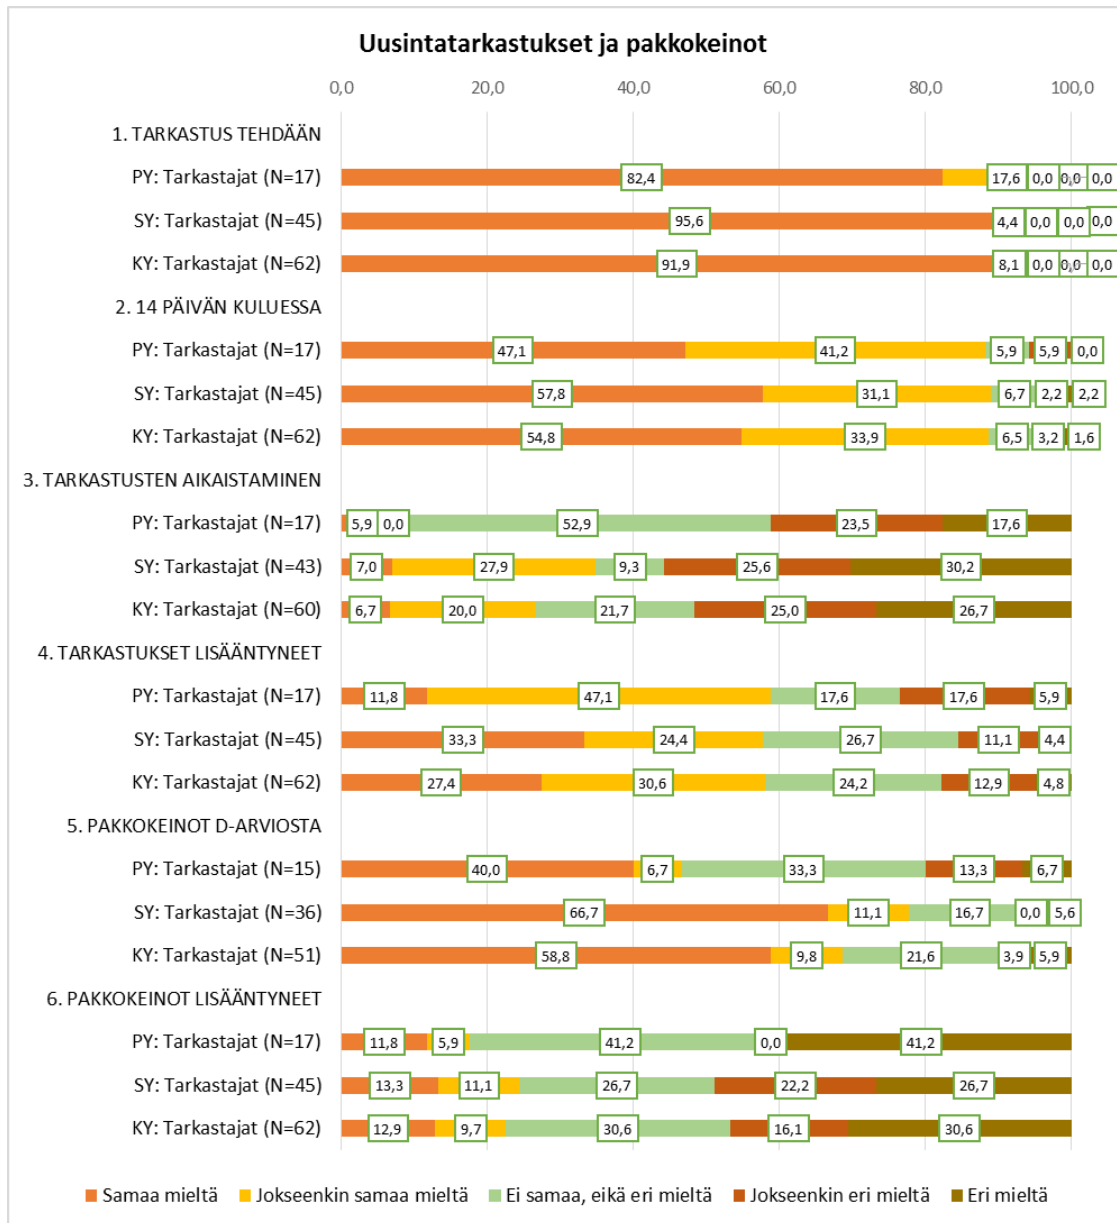 Uusintatarkastukset ja pakkokeinot
0,0 20,0 40,0 60,0 80,0 100,0
1. TARKASTUS TEHDÄÄN
PY: Tarkastajat (N=17) 82,4 17,6 0,0 0,0 0,0
SY: Tarkastajat (N=45) 95,6 4,4 0,0 0,0 0,0
KY: Tarkastajat (N=62) 91,9 8,1 0,0 0,0 0,0
2. 14 PÄIVÄN KULUESSA
PY: Tarkastajat (N=17) 47,1 41,2 5,9 5,9 0,0
SY: Tarkastajat (N=45) 57,8 31,1 6,7 2,2 2,2
KY: Tarkastajat (N=62) 54,8 33,9 6,5 3,2 1,6
3. TARKASTUSTEN AIKAISTAMINEN
PY: Tarkastajat (N=17) 5,9 0,0 52,9 23,5 17,6
SY: Tarkastajat (N=43) 7,0 27,9 9,3 25,6 30,2
KY: Tarkastajat (N=60) 6,7 20,0 21,7 25,0 26,7
4. TARKASTUKSET LISÄÄNTYNEET
PY: Tarkastajat (N=17) 11,8 47,1 17,6 17,6 5,9
SY: Tarkastajat (N=45) 33,3 24,4 26,7 11,1 4,4
KY: Tarkastajat (N=62) 27,4 30,6 24,2 12,9 4,8
5. PAKKOKEINOT D-ARVIOSTA
PY: Tarkastajat (N=15) 40,0 6,7 33,3 13,3 6,7
SY: Tarkastajat (N=36) 66,7 11,1 16,7 0,0 5,6
KY: Tarkastajat (N=51) 58,8 9,8 21,6 3,9 5,9
6. PAKKOKEINOT LISÄÄNTYNEET
PY: Tarkastajat (N=17) 11,8 5,9 41,2 0,0 41,2
SY: Tarkastajat (N=45) 13,3 11,1 26,7 22,2 26,7
KY: Tarkastajat (N=62) 12,9 9,7 30,6 16,1 30,6
Samaa mieltä Jokseenkin samaa mieltä Ei samaa, eikä eri mieltä Jokseenkin eri mieltä Eri mieltä